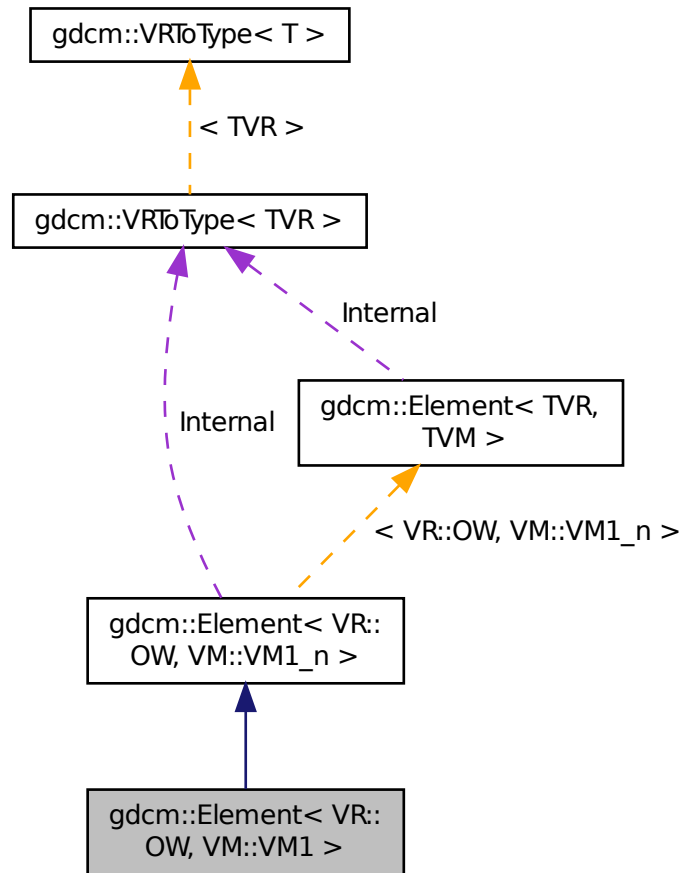 gdcm::VRToType< T >
< TVR >
gdcm::VRToType< TVR >
Internal
gdcm::Element< TVR,
TVM >
Internal
< VR::OW, VM::VM1_n >
gdcm::Element< VR::
OW, VM::VM1_n >
gdcm::Element< VR::
OW, VM::VM1 >